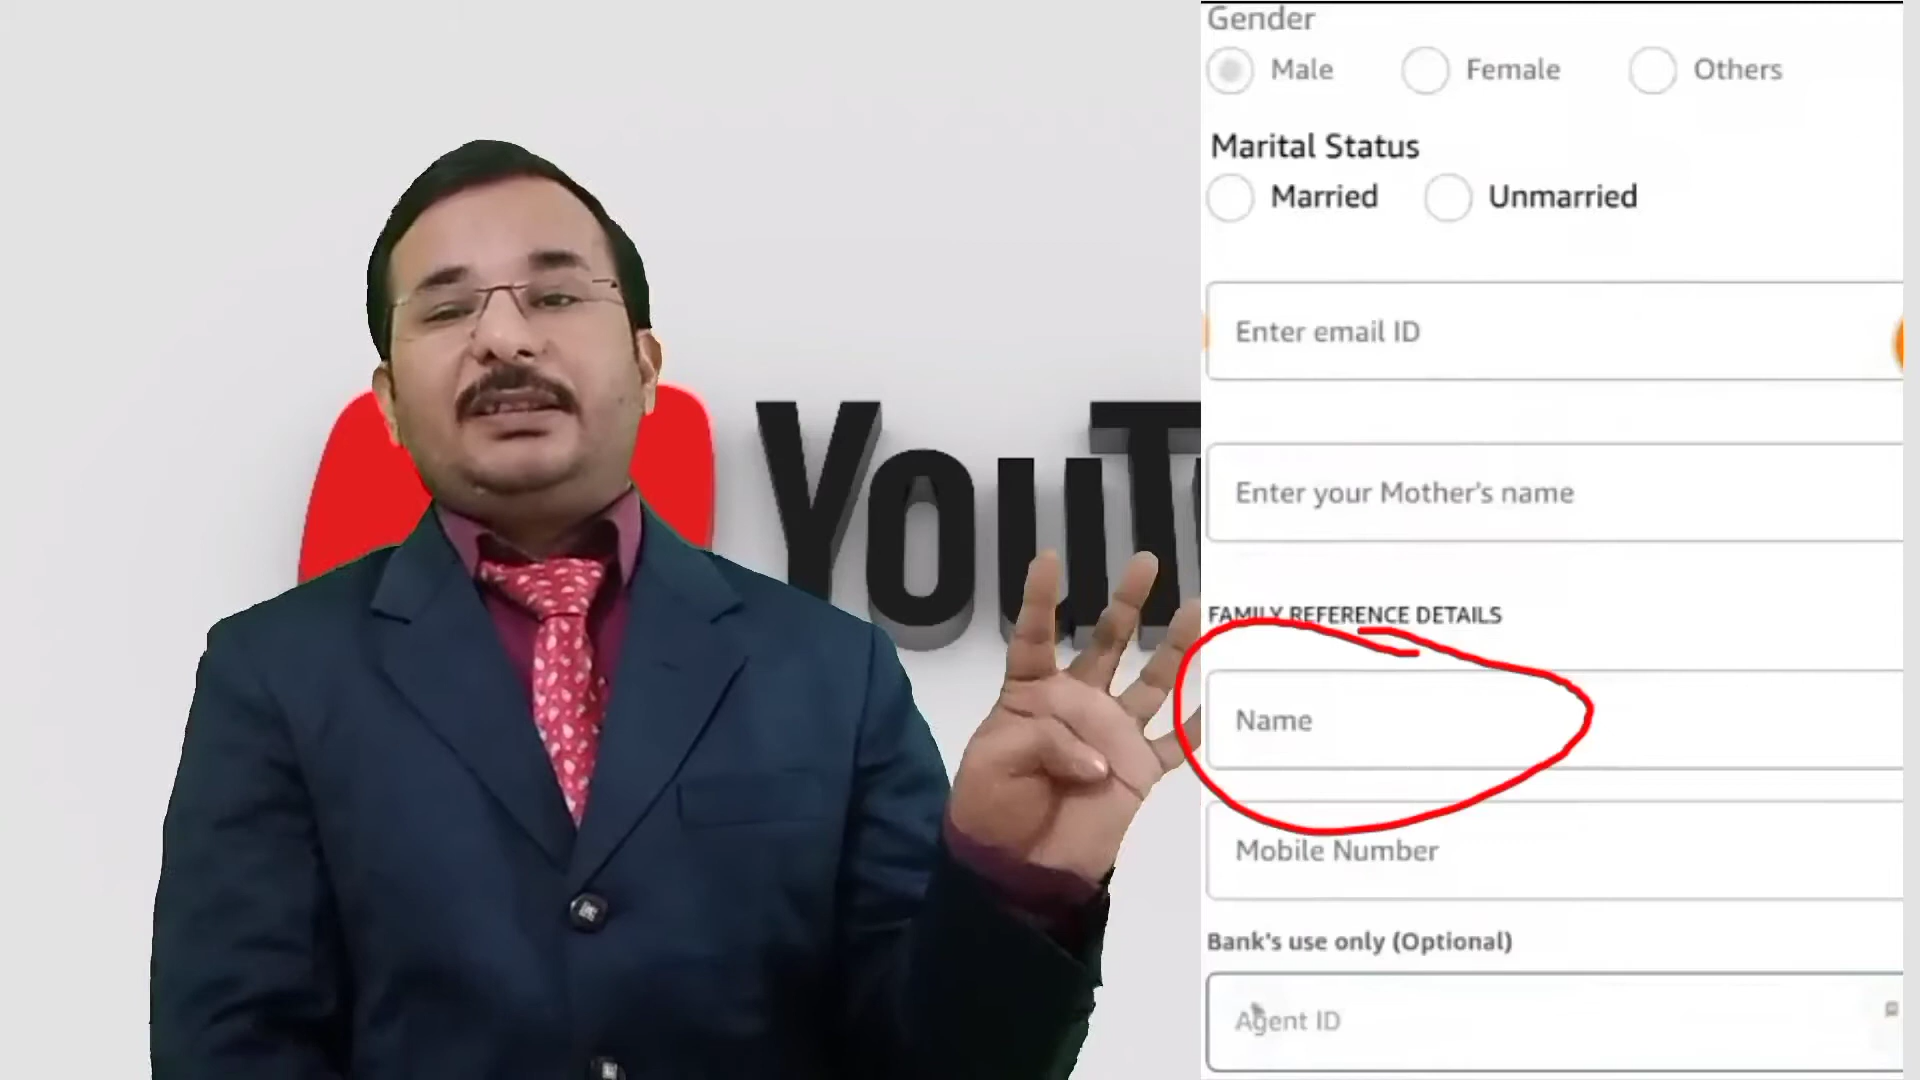 YouT
Gender
Male Female Others
Marital Status
Married Unmarried
Enter email ID
Enter your Mother's name
FAMILY REFERENCE DETAILS
Name
Mobile Number
Bank's use only (Optional)
Agent ID